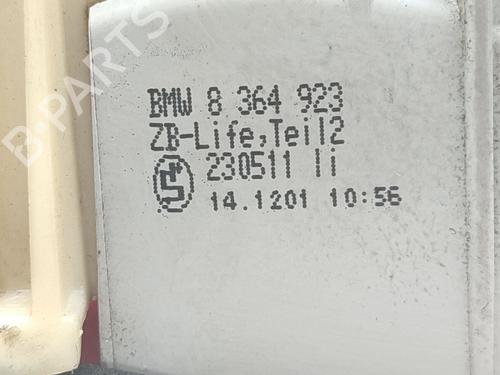 BMW 8 364 923
ZB-Life,Teil2
230511 li
14.1201 10:56
B-PARTS